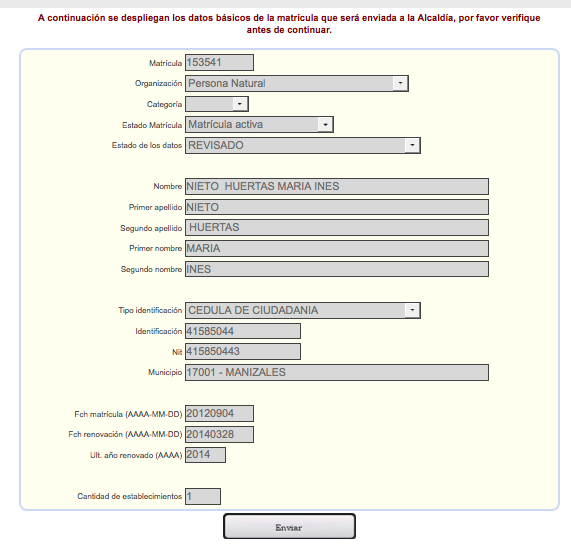 A continuación se despliegan los datos básicos de la matrícula que será enviada a la Alcaldía, por favor verifique
antes de continuar.
Matrícula 153541
Organización Persona Natural
Categoría
Estado Matrícula Matrícula activa
Estado de los datos REVISADO
Nombre NIETO HUERTAS MARIA INES
Primer apellido NIETO
Segundo apellido HUERTAS
Primer nombre MARIA
Segundo nombre INES
Tipo identificación CEDULA DE CIUDADANIA
Identificación 41585044
Nit 415850443
Municipio 17001 - MANIZALES
Fch matrícula (AAAA-MM-DD) 20120904
Fch renovación (AAAA-MM-DD) 20140328
Ult. año renovado (AAAA) 2014
Cantidad de establecimientos 1
Enviar